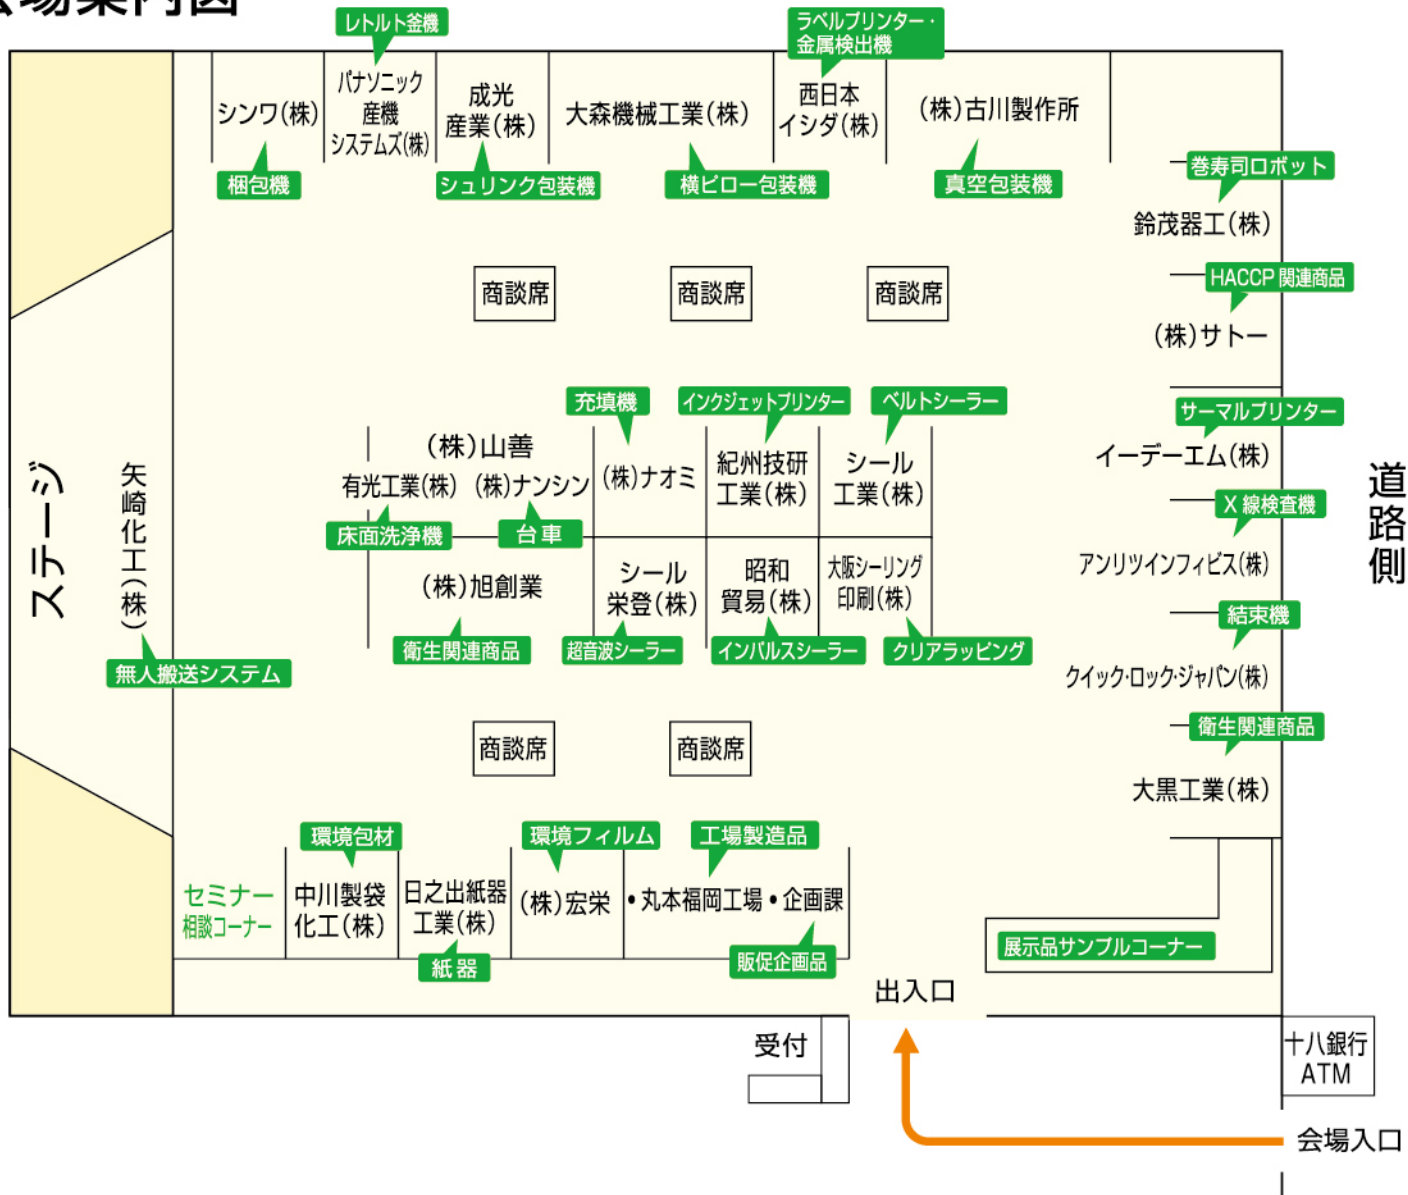 会場案内図
レトルト釜機
ラベルプリンター・
金属検出機
シンワ(株)
パナソニック
産機
システムズ(株)
成光
産業(株)
大森機械工業(株)
西日本
イシダ(株)
(株)古川製作所
梱包機
シュリンク包装機
横ピロー包装機
真空包装機
巻寿司ロボット
鈴茂器工(株)
HACCP 関連商品
(株)サトー
商談席
商談席
商談席
サーマルプリンター
イーデーエム(株)
X 線検査機
アンリツインフィビス(株)
結束機
クイック・ロック・ジャパン(株)
衛生関連商品
大黒工業(株)
道路側
ステージ
矢崎化工(株)
無人搬送システム
充填機
インクジェットプリンター
ベルトシーラー
(株)山善
有光工業(株)
(株)ナンシン
(株)ナオミ
紀州技研
工業(株)
シール
工業(株)
床面洗浄機
台車
(株)旭創業
シール
栄登(株)
昭和
貿易(株)
大阪シーリング
印刷(株)
衛生関連商品
超音波シーラー
インパルスシーラー
クリアラッピング
商談席
商談席
環境包材
環境フィルム
工場製造品
セミナー
相談コーナー
中川製袋
化工(株)
日之出紙器
工業(株)
(株)宏栄
・丸本福岡工場・企画課
紙器
販促企画品
展示品サンプルコーナー
出入口
受付
十八銀行
ATM
会場入口